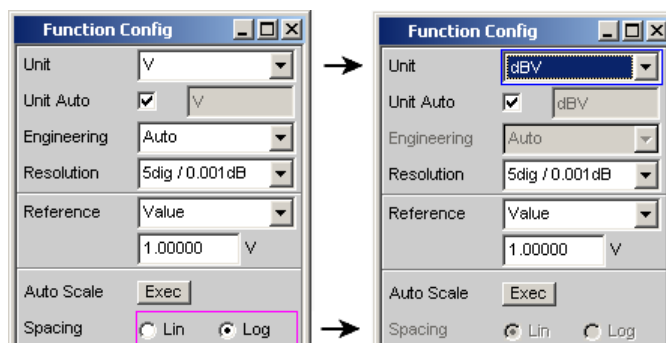 Function Config
Unit V
Unit Auto V
Engineering Auto
Resolution 5dig / 0.001dB
Reference Value
1.00000 V
Auto Scale Exec
Spacing Lin Log
Function Config
Unit dBV
Unit Auto dBV
Engineering Auto
Resolution 5dig / 0.001dB
Reference Value
1.00000 V
Auto Scale Exec
Spacing Lin Log